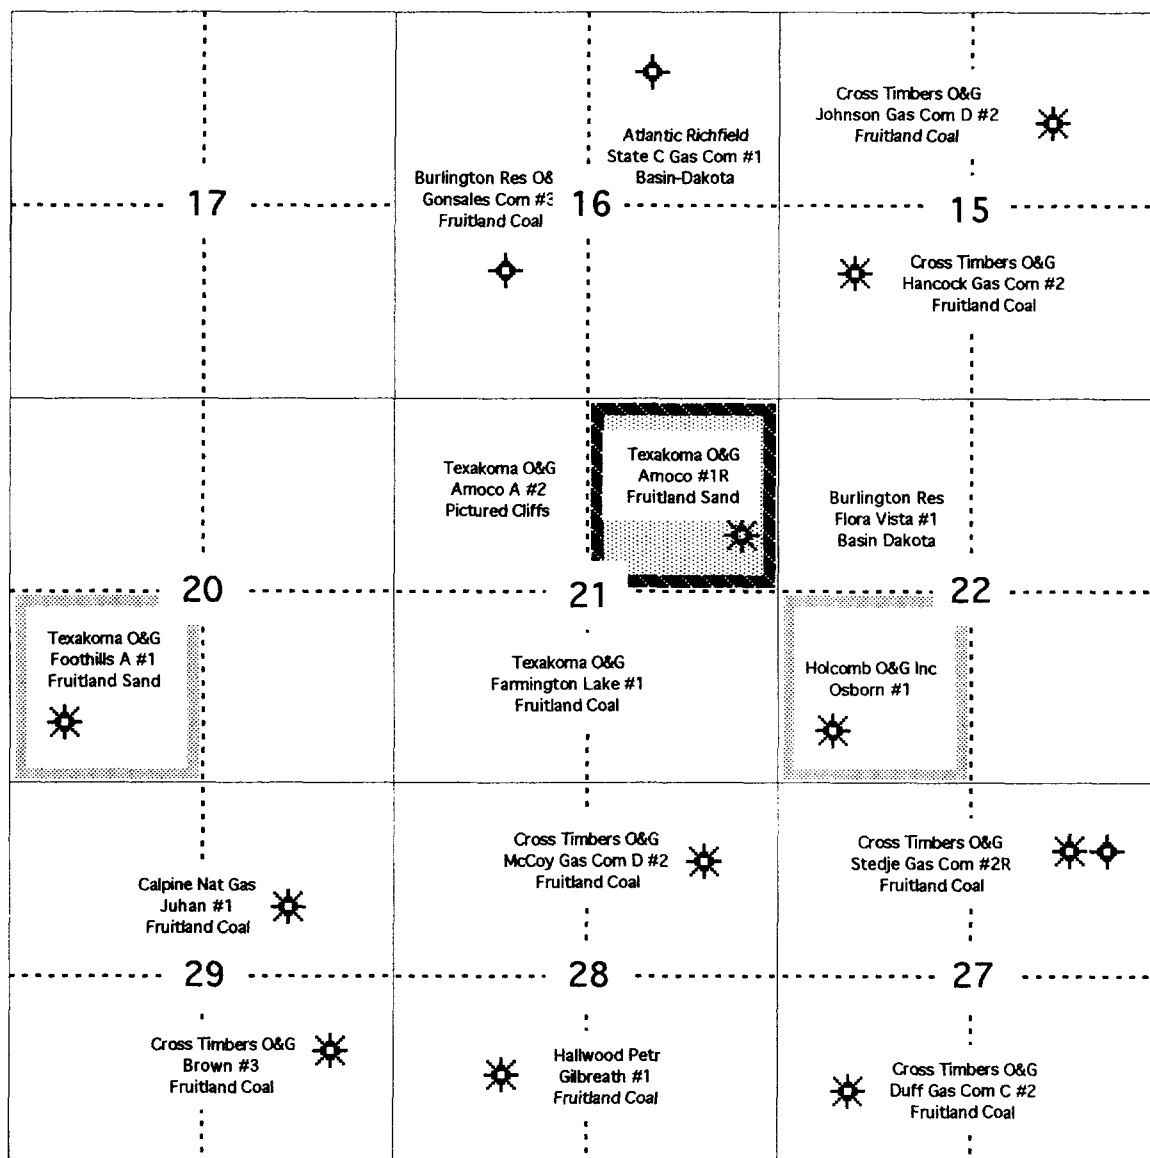 Cross Timbers O&G
Johnson Gas Com D #2
Fruitland Coal
Atlantic Richfield
State C Gas Com #1
Basin-Dakota
Burlington Res O&
Gonsales Com #3
Fruitland Coal
17
16
15
Cross Timbers O&G
Hancock Gas Com #2
Fruitland Coal
Texakoma O&G
Amoco A #2
Pictured Cliffs
Texakoma O&G
Amoco #1R
Fruitland Sand
Burlington Res
Flora Vista #1
Basin Dakota
20
21
22
Texakoma O&G
Foothills A #1
Fruitland Sand
Texakoma O&G
Farmington Lake #1
Fruitland Coal
Holcomb O&G Inc
Osborn #1
Cross Timbers O&G
McCoy Gas Com D #2
Fruitland Coal
Cross Timbers O&G
Stedje Gas Com #2R
Fruitland Coal
Calpine Nat Gas
Juhan #1
Fruitland Coal
29
28
27
Cross Timbers O&G
Brown #3
Fruitland Coal
Hallwood Petr
Gilbreath #1
Fruitland Coal
Cross Timbers O&G
Duff Gas Com C #2
Fruitland Coal